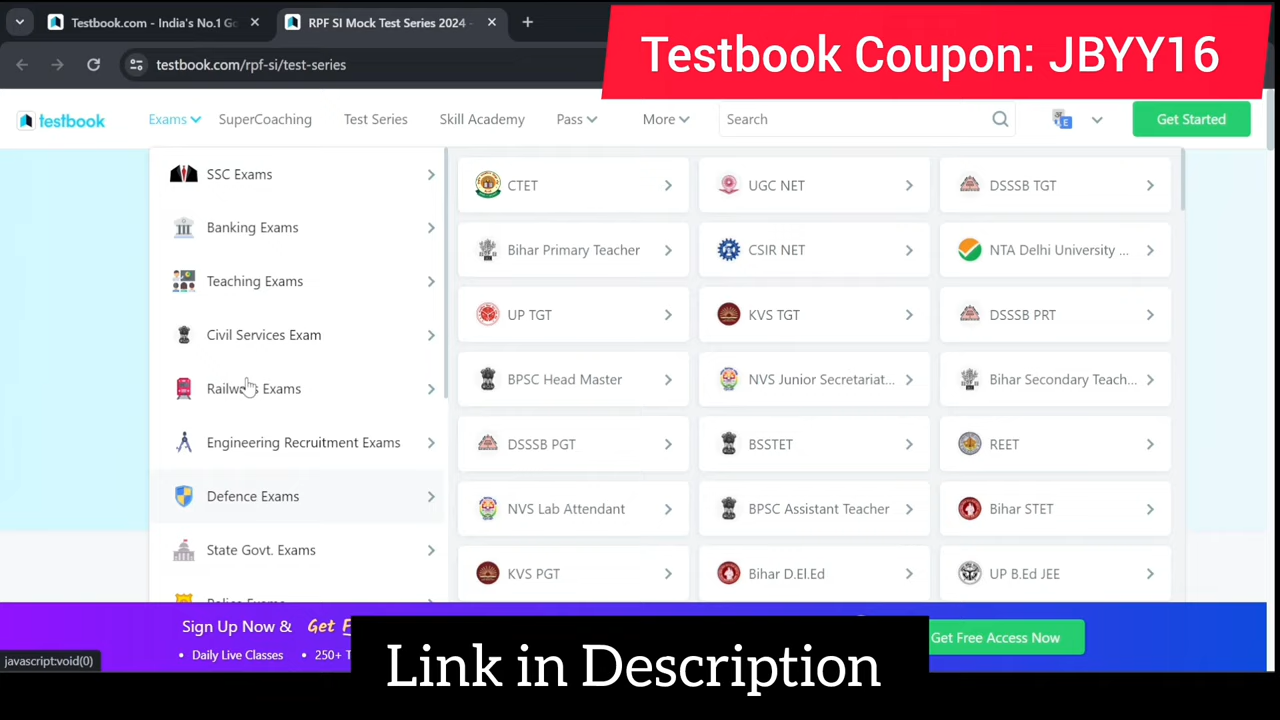 Testbook.com - India's No.1 Go
RPF SI Mock Test Series 2024 -
Testbook Coupon: JBYY16
testbook.com/rpf-si/test-series
testbook
Exams
SuperCoaching
Test Series
Skill Academy
Pass
More
Search
E
Get Started
SSC Exams
Banking Exams
Teaching Exams
Civil Services Exam
Railways Exams
Engineering Recruitment Exams
Defence Exams
State Govt. Exams
Police Exams
CTET
UGC NET
DSSSB TGT
Bihar Primary Teacher
CSIR NET
NTA Delhi University ...
UP TGT
KVS TGT
DSSSB PRT
BPSC Head Master
NVS Junior Secretariat...
Bihar Secondary Teach...
DSSSB PGT
BSSTET
REET
NVS Lab Attendant
BPSC Assistant Teacher
Bihar STET
KVS PGT
Bihar D.El.Ed
UP B.Ed JEE
Sign Up Now & Get
• Daily Live Classes • 250+
Get Free Access Now
javascript:void(0)
Link in Description